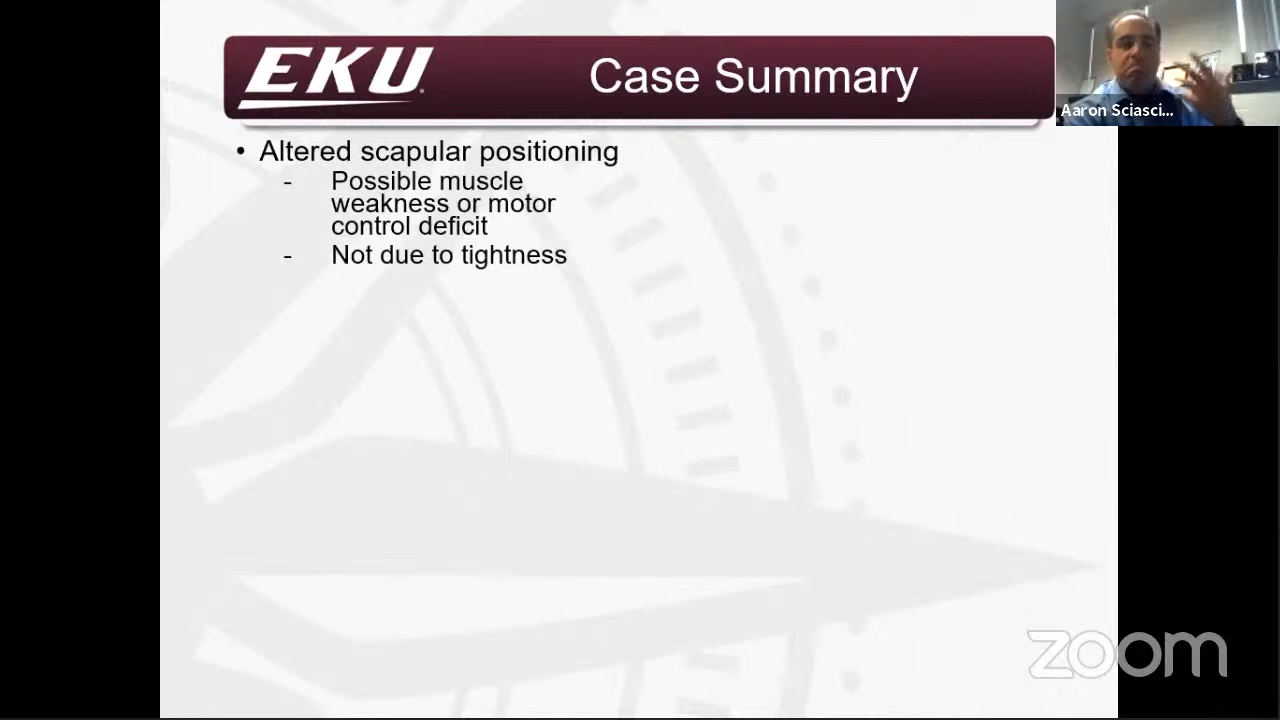 EKU
Case Summary
Aaron Sciasci...
• Altered scapular positioning
- Possible muscle
weakness or motor
control deficit
- Not due to tightness
zoom